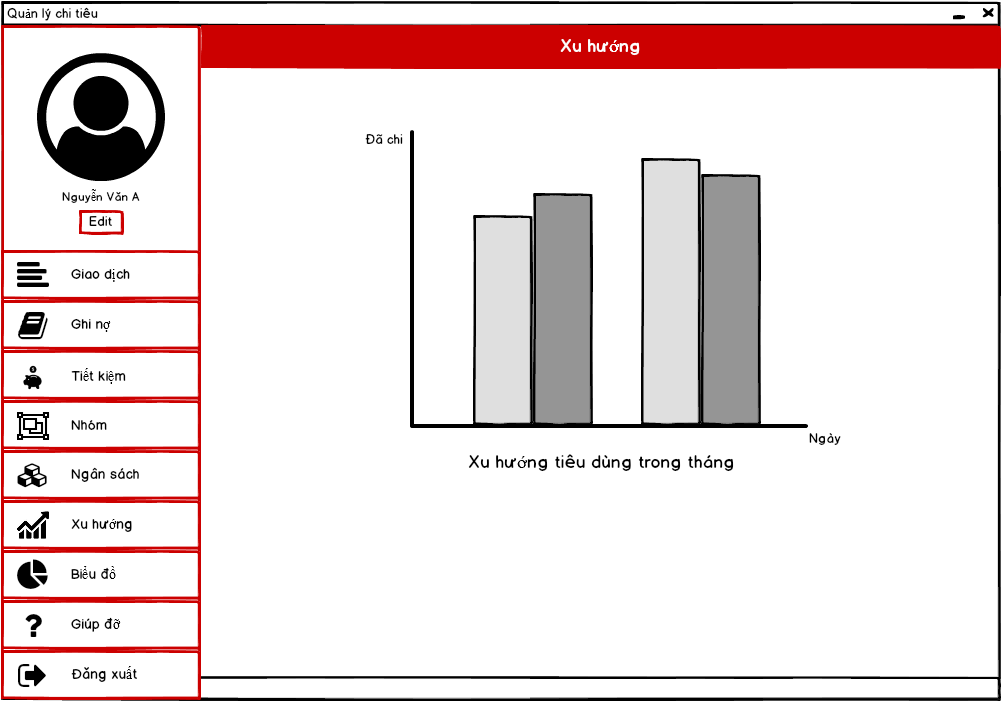 Quản lý chi tiêu
Xu hướng
Nguyễn Văn A
Edit
Giao dịch
Ghi nợ
Tiết kiệm
Nhóm
Ngân sách
Xu hướng
Biểu đồ
Giúp đỡ
Đăng xuất
Đã chi
Ngày
Xu hướng tiêu dùng trong tháng